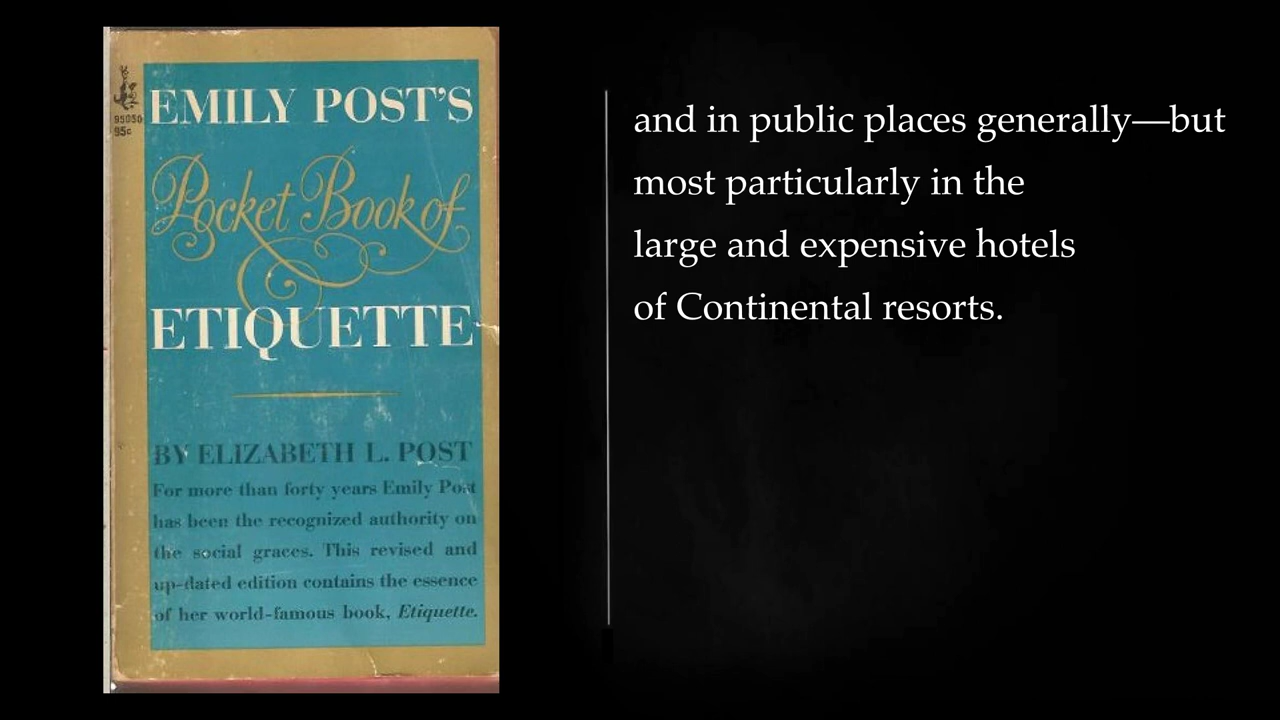 95050
95c
EMILY POST'S
Pocket Book of
ETIQUETTE
BY ELIZABETH L. POST
For more than forty years Emily Post
has been the recognized authority on
the social graces. This revised and
up-dated edition contains the essence
of her world-famous book, Etiquette.
and in public places generally—but
most particularly in the
large and expensive hotels
of Continental resorts.